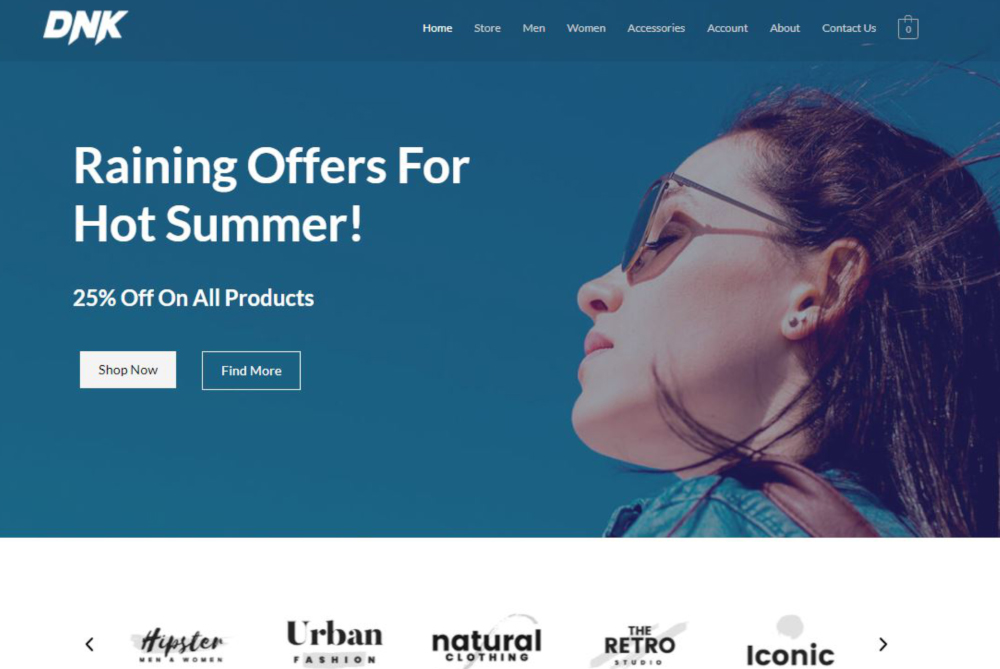 DNK
Home Store Men Women Accessories Account About Contact Us 0
Raining Offers For
Hot Summer!
25% Off On All Products
Shop Now Find More
Hipster
MEN & WOMEN
Urban
FASHION
natural
CLOTHING
THE
RETRO
STUDIO
Iconic